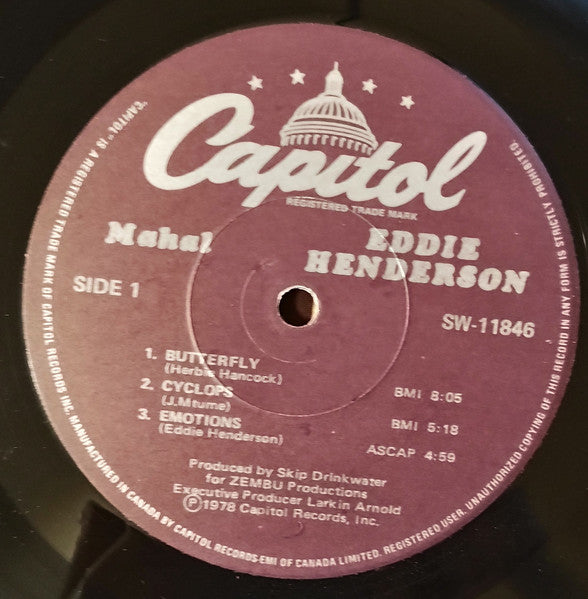 Capitol
REGISTERED TRADE MARK
Mahal
EDDIE
HENDERSON
SIDE 1
SW-11846
1. BUTTERFLY
(Herbie Hancock)
BMI 8:05
2. CYCLOPS
(J.Mtume)
BMI 5:18
3. EMOTIONS
(Eddie Henderson)
ASCAP 4:59
Produced by Skip Drinkwater
for ZEMBU Productions
Executive Producer Larkin Arnold
Ⓟ1978 Capitol Records, Inc.
"CAPITOL" IS A REGISTERED TRADE MARK OF CAPITOL RECORDS INC. MANUFACTURED IN CANADA BY CAPITOL RECORDS-EMI OF CANADA LIMITED. REGISTERED USER. UNAUTHORIZED COPYING OF THIS RECORD IN ANY FORM IS STRICTLY PROHIBITED.